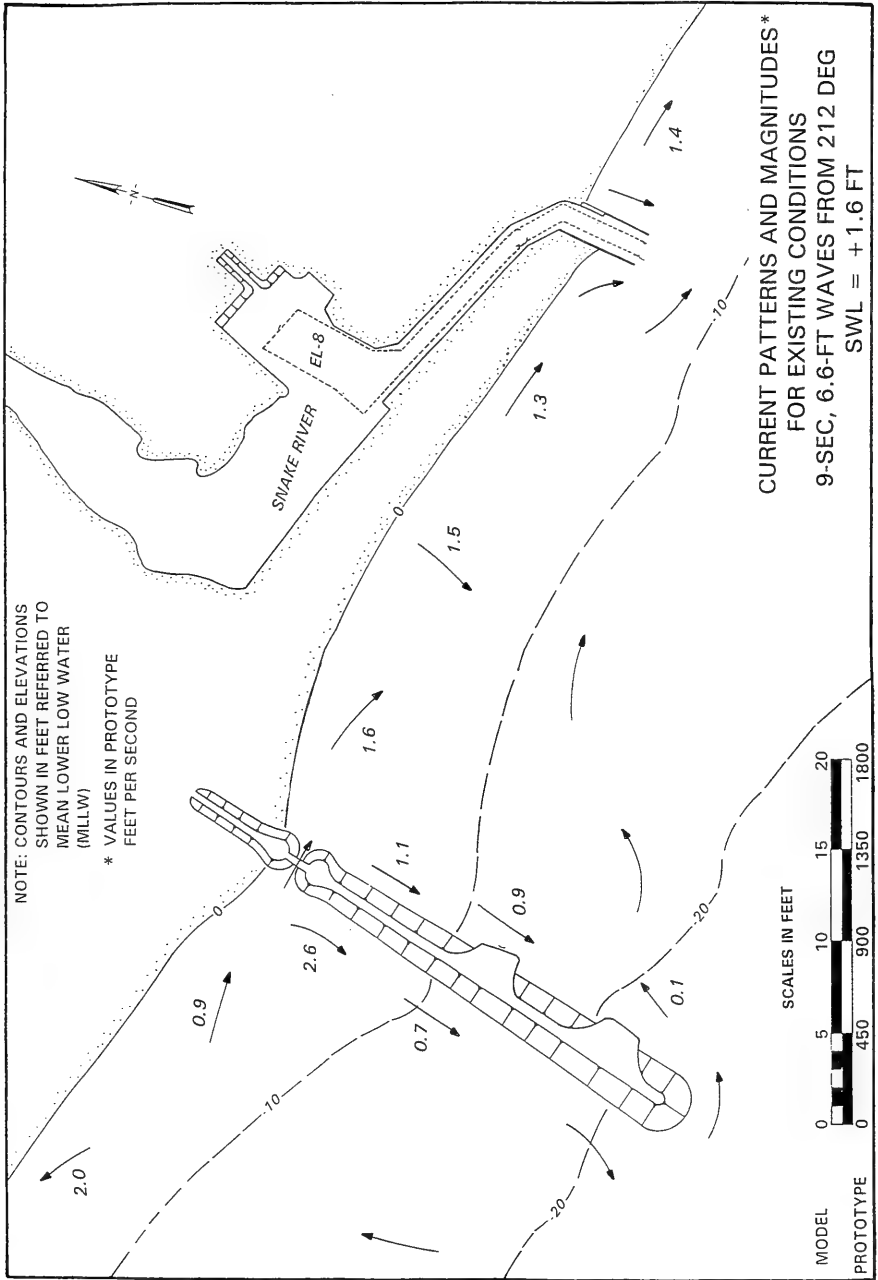 NOTE: CONTOURS AND ELEVATIONS
SHOWN IN FEET REFERRED TO
MEAN LOWER LOW WATER
(MLLW)
* VALUES IN PROTOTYPE
FEET PER SECOND
-N-
SNAKE RIVER
EL-8
0
0
2.0
0.9
2.6
0.7
1.1
0.9
0.1
1.6
1.5
1.3
1.4
-10
-10
-20
-20
CURRENT PATTERNS AND MAGNITUDES*
FOR EXISTING CONDITIONS
9-SEC, 6.6-FT WAVES FROM 212 DEG
SWL = +1.6 FT
SCALES IN FEET
MODEL 0 5 10 15 20
PROTOTYPE 0 450 900 1350 1800